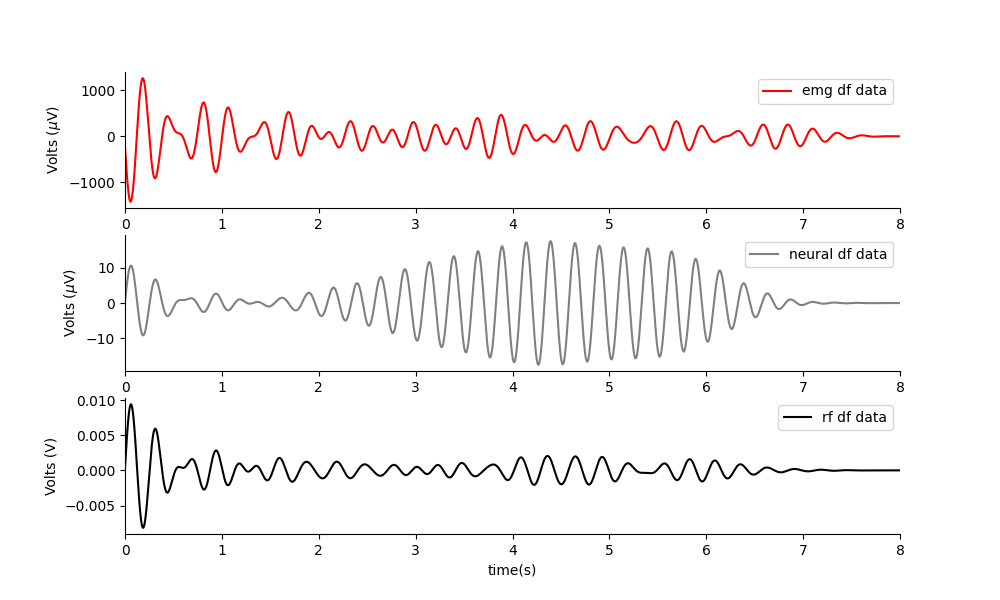 1000
0
−1000
Volts (μV)
emg df data
0 1 2 3 4 5 6 7 8
10
0
−10
Volts (μV)
neural df data
0 1 2 3 4 5 6 7 8
0.010
0.005
0.000
−0.005
Volts (V)
rf df data
0 1 2 3 4 5 6 7 8
time(s)